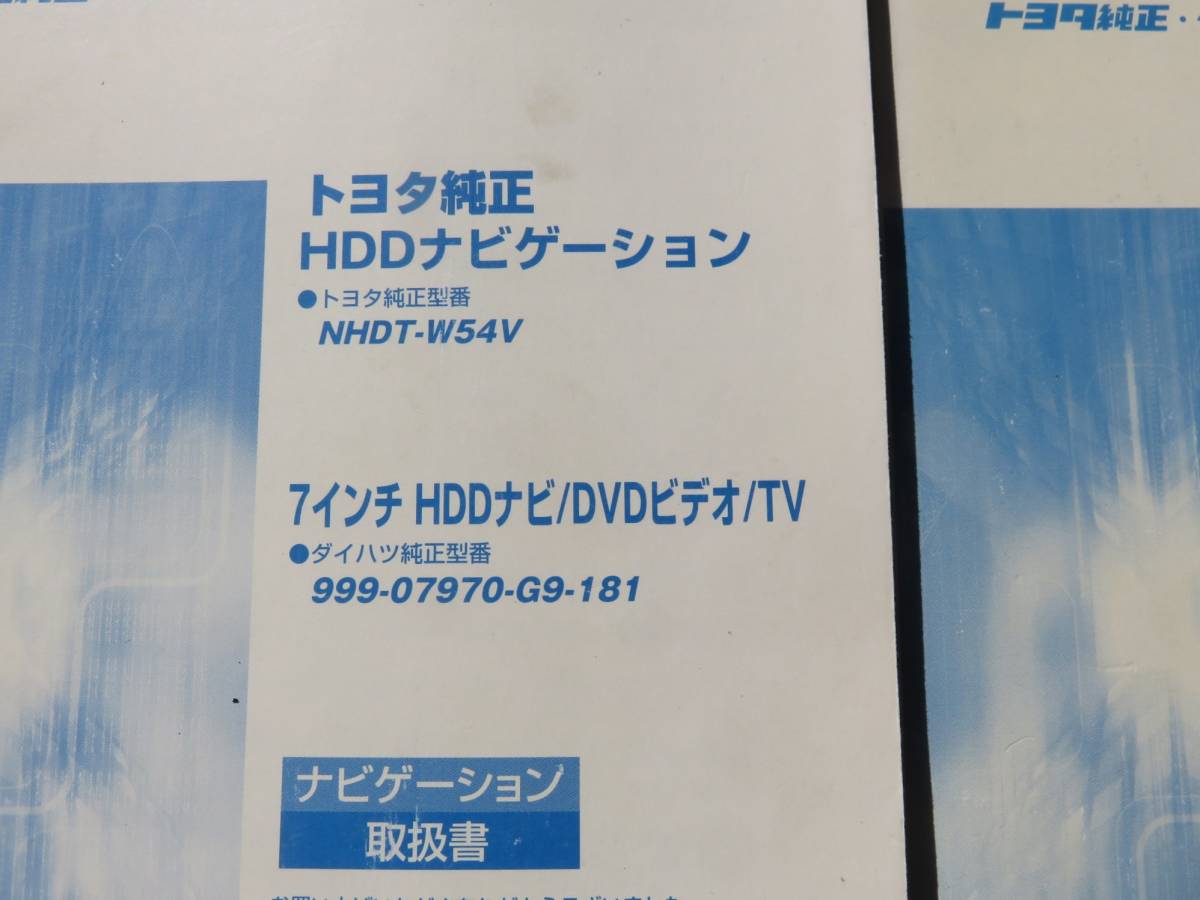 トヨタ純正
HDDナビゲーション
●トヨタ純正型番
NHDT-W54V
7インチ HDDナビ/DVDビデオ/TV
●ダイハツ純正型番
999-07970-G9-181
ナビゲーション
取扱書
トヨタ純正・